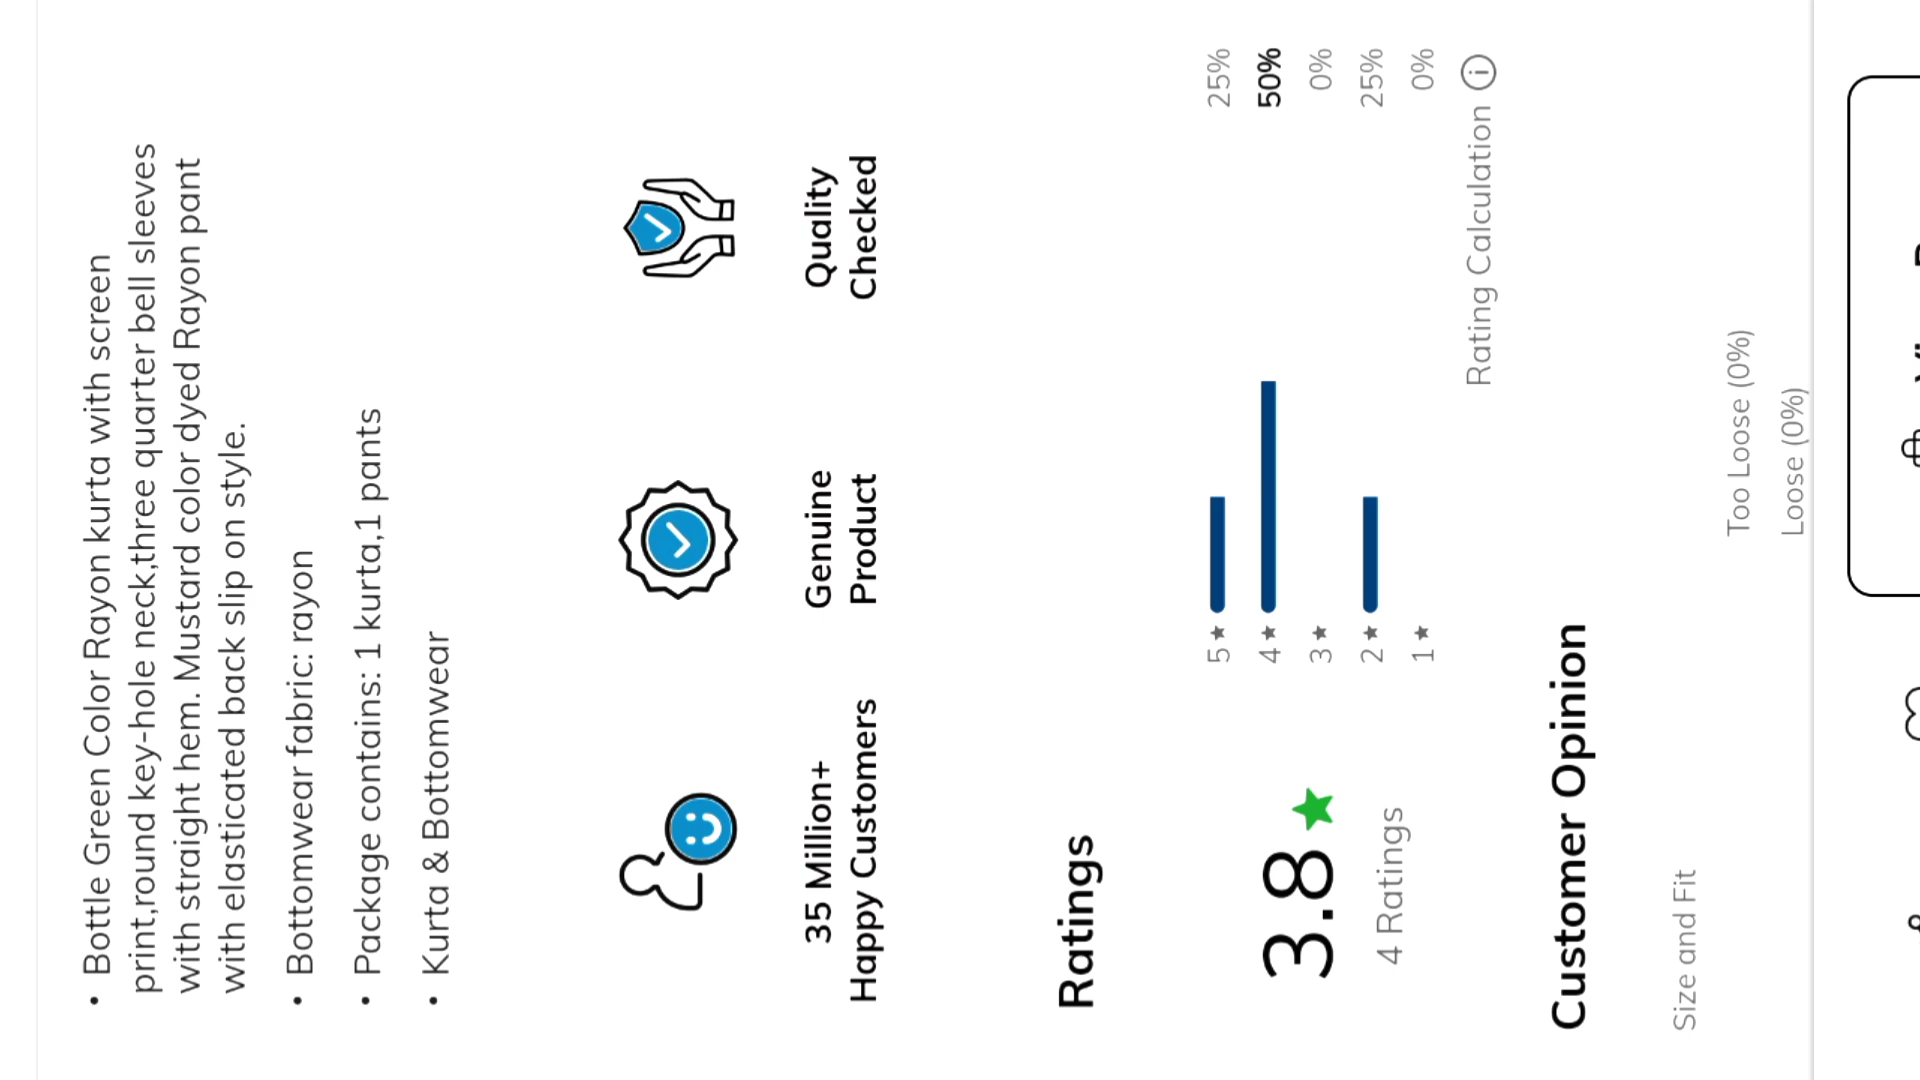 • Bottle Green Color Rayon kurta with screen
print,round key-hole neck,three quarter bell sleeves
with straight hem. Mustard color dyed Rayon pant
with elasticated back slip on style.
• Bottomwear fabric: rayon
• Package contains: 1 kurta,1 pants
• Kurta & Bottomwear
35 Million+
Happy Customers
Genuine
Product
Quality
Checked
Ratings
3.8
4 Ratings
5 ★ 25%
4 ★ 50%
3 ★ 0%
2 ★ 25%
1 ★ 0%
Rating Calculation
Customer Opinion
Size and Fit
Too Loose (0%)
Loose (0%)